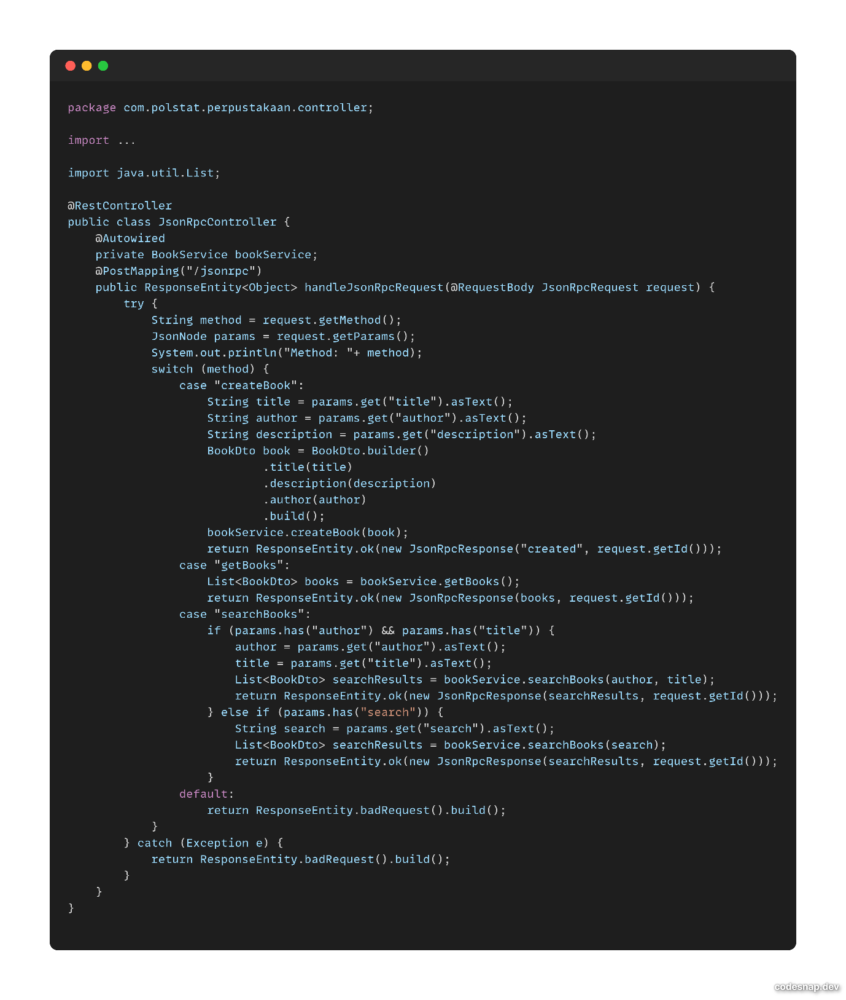 package com.polstat.perpustakaan.controller;

import ...

import java.util.List;

@RestController
public class JsonRpcController {
    @Autowired
    private BookService bookService;
    @PostMapping("/jsonrpc")
    public ResponseEntity<Object> handleJsonRpcRequest(@RequestBody JsonRpcRequest request) {
        try {
            String method = request.getMethod();
            JsonNode params = request.getParams();
            System.out.println("Method: "+ method);
            switch (method) {
                case "createBook":
                    String title = params.get("title").asText();
                    String author = params.get("author").asText();
                    String description = params.get("description").asText();
                    BookDto book = BookDto.builder()
                            .title(title)
                            .description(description)
                            .author(author)
                            .build();
                    bookService.createBook(book);
                    return ResponseEntity.ok(new JsonRpcResponse("created", request.getId()));
                case "getBooks":
                    List<BookDto> books = bookService.getBooks();
                    return ResponseEntity.ok(new JsonRpcResponse(books, request.getId()));
                case "searchBooks":
                    if (params.has("author") && params.has("title")) {
                        author = params.get("author").asText();
                        title = params.get("title").asText();
                        List<BookDto> searchResults = bookService.searchBooks(author, title);
                        return ResponseEntity.ok(new JsonRpcResponse(searchResults, request.getId()));
                    } else if (params.has("search")) {
                        String search = params.get("search").asText();
                        List<BookDto> searchResults = bookService.searchBooks(search);
                        return ResponseEntity.ok(new JsonRpcResponse(searchResults, request.getId()));
                    }
                default:
                    return ResponseEntity.badRequest().build();
            }
        } catch (Exception e) {
            return ResponseEntity.badRequest().build();
        }
    }
}
codesnap.dev